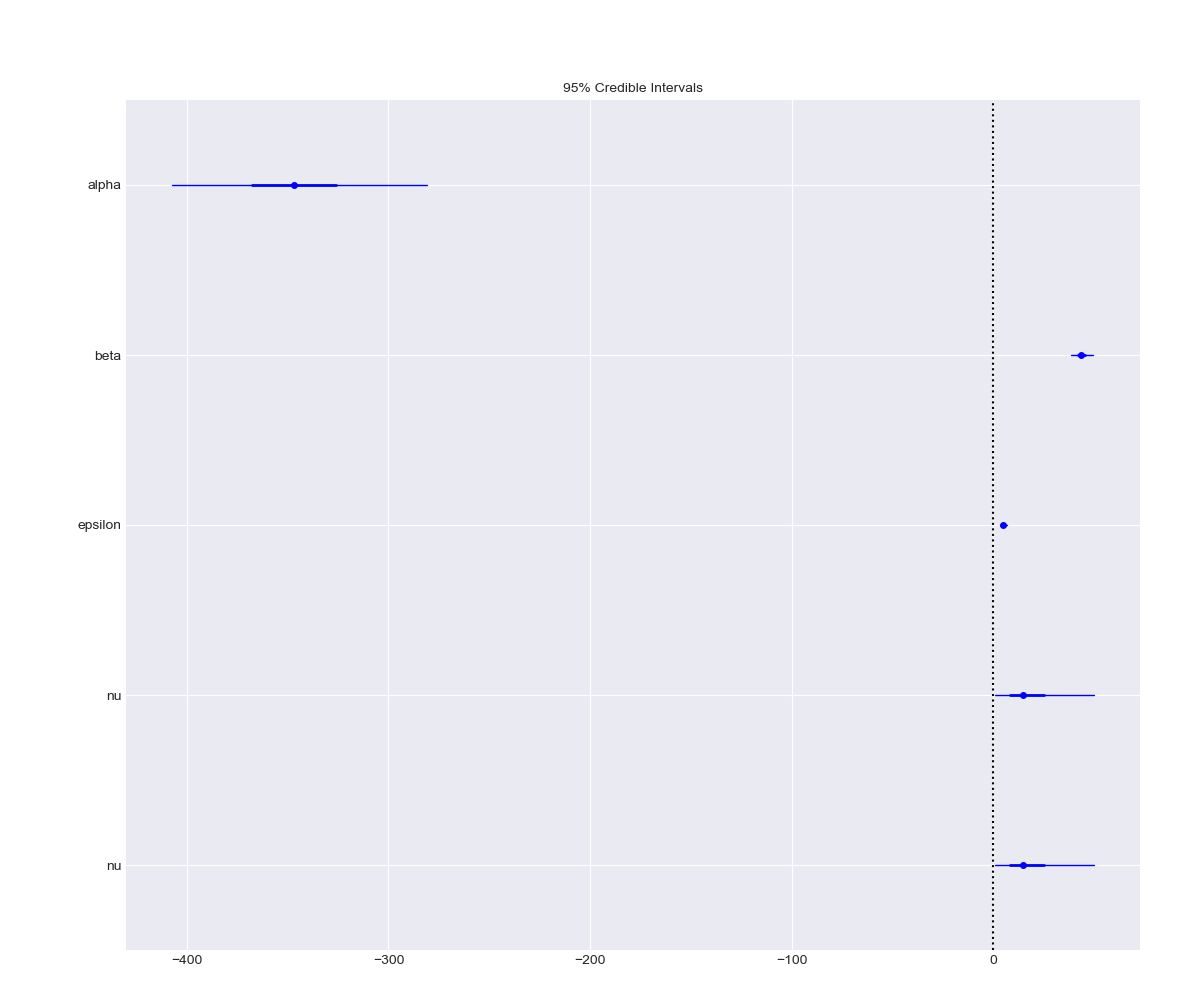 95% Credible Intervals
alpha
beta
epsilon
nu
nu
−400 −300 −200 −100 0